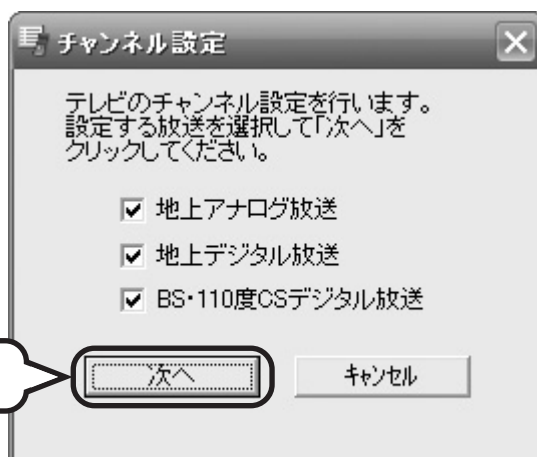 チャンネル設定
テレビのチャンネル設定を行います。
設定する放送を選択して「次へ」を
クリックしてください。
地上アナログ放送
地上デジタル放送
BS・110度CSデジタル放送
次へ
キャンセル